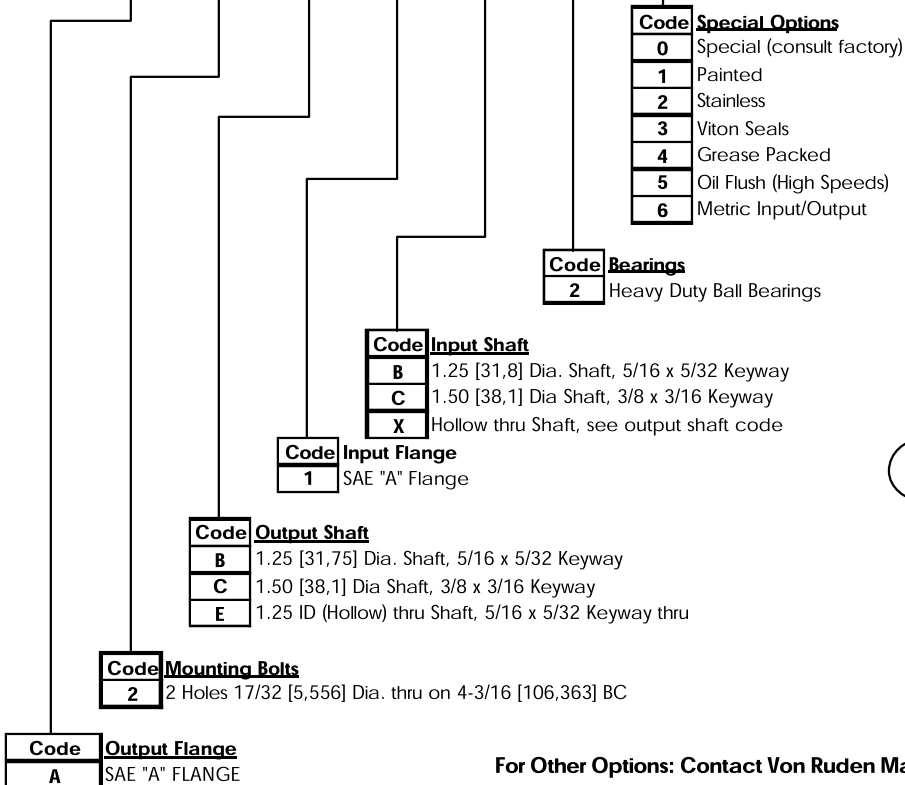 Code Special Options
0 Special (consult factory)
1 Painted
2 Stainless
3 Viton Seals
4 Grease Packed
5 Oil Flush (High Speeds)
6 Metric Input/Output
Code Bearings
2 Heavy Duty Ball Bearings
Code Input Shaft
B 1.25 [31,8] Dia. Shaft, 5/16 x 5/32 Keyway
C 1.50 [38,1] Dia Shaft, 3/8 x 3/16 Keyway
X Hollow thru Shaft, see output shaft code
Code Input Flange
1 SAE "A" Flange
Code Output Shaft
B 1.25 [31,75] Dia. Shaft, 5/16 x 5/32 Keyway
C 1.50 [38,1] Dia Shaft, 3/8 x 3/16 Keyway
E 1.25 ID (Hollow) thru Shaft, 5/16 x 5/32 Keyway thru
Code Mounting Bolts
2 2 Holes 17/32 [5,556] Dia. thru on 4-3/16 [106,363] BC
Code Output Flange
A SAE "A" FLANGE
For Other Options: Contact Von Ruden Ma